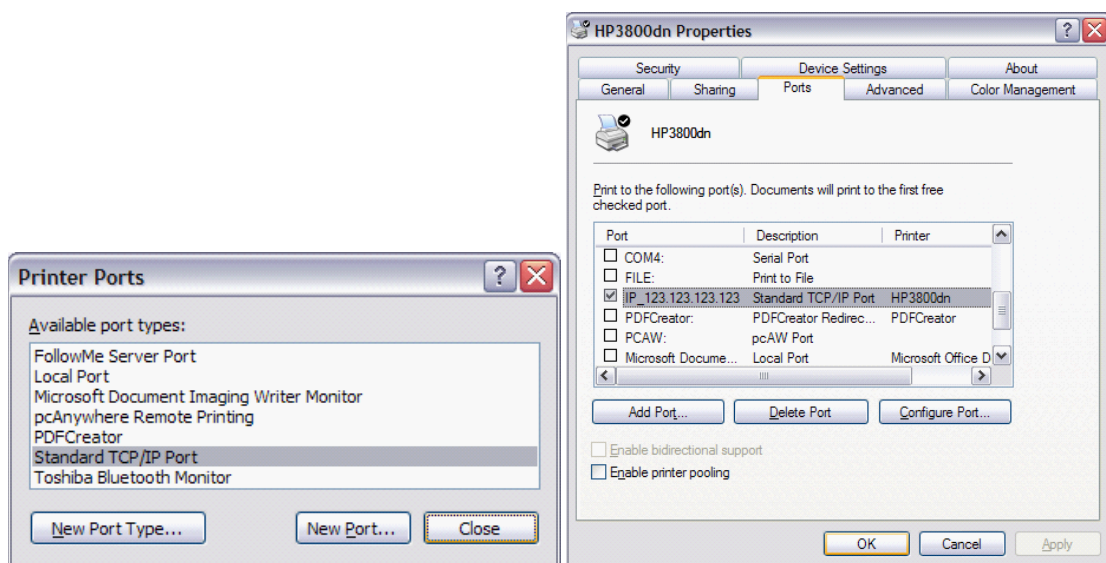 Printer Ports
Available port types:
FollowMe Server Port
Local Port
Microsoft Document Imaging Writer Monitor
pcAnywhere Remote Printing
PDFCreator
Standard TCP/IP Port
Toshiba Bluetooth Monitor
New Port Type...
New Port...
Close
HP3800dn Properties
Security
Device Settings
About
General
Sharing
Ports
Advanced
Color Management
HP3800dn
Print to the following port(s). Documents will print to the first free
checked port.
Port Description Printer
COM4: Serial Port
FILE: Print to File
IP_123.123.123.123 Standard TCP/IP Port HP3800dn
PDFCreator: PDFCreator Redirec... PDFCreator
PCAW: pcAW Port
Microsoft Docume... Local Port Microsoft Office D
Add Port...
Delete Port
Configure Port...
Enable bidirectional support
Enable printer pooling
OK
Cancel
Apply